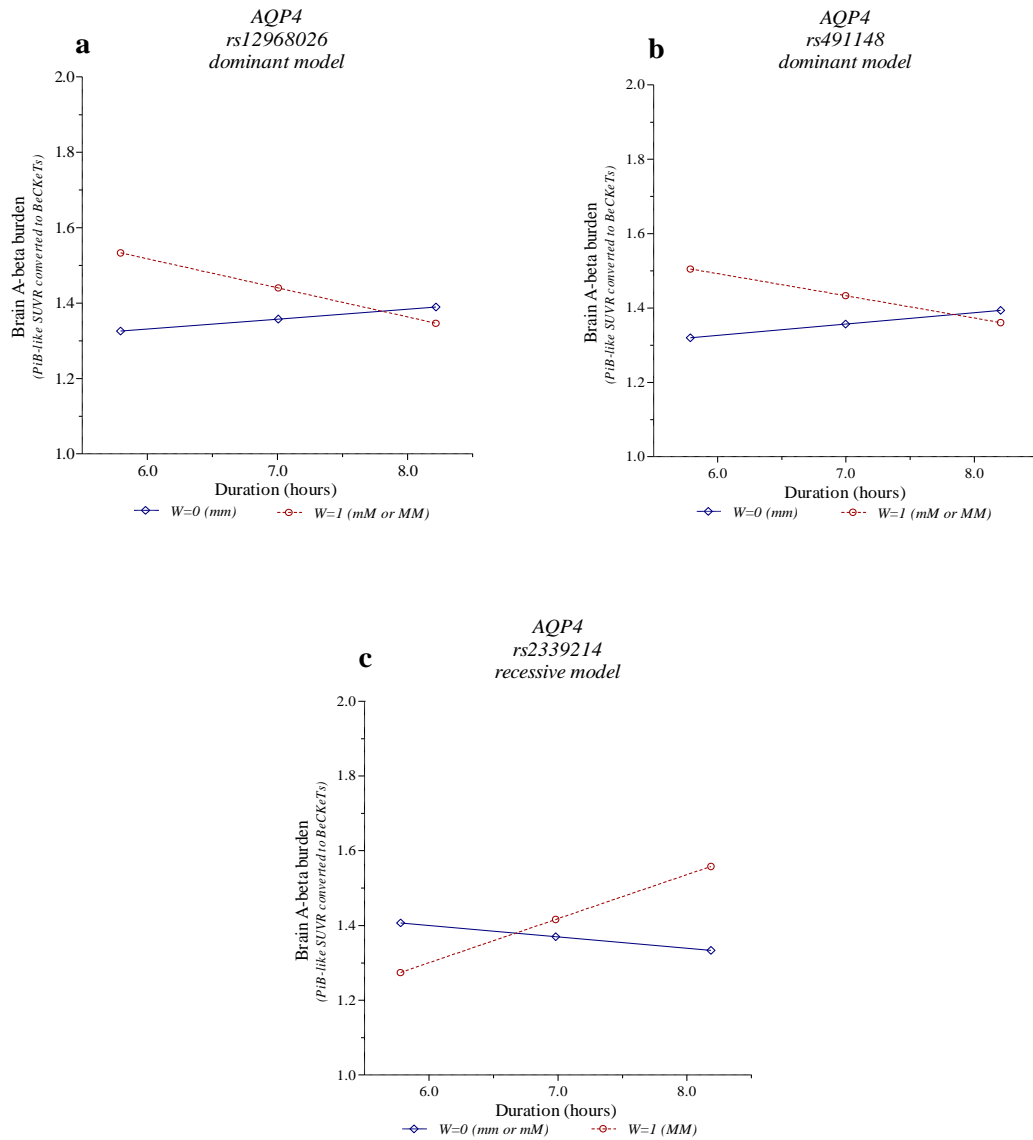 a
AQP4
rs12968026
dominant model
2.0
1.8
1.6
1.4
1.2
1.0
Brain A-beta burden
(PiB-like SUVR converted to BeCKeTs)
6.0 7.0 8.0
Duration (hours)
W=0 (mm) W=1 (mM or MM)
b
AQP4
rs491148
dominant model
2.0
1.8
1.6
1.4
1.2
1.0
Brain A-beta burden
(PiB-like SUVR converted to BeCKeTs)
6.0 7.0 8.0
Duration (hours)
W=0 (mm) W=1 (mM or MM)
c
AQP4
rs2339214
recessive model
2.0
1.8
1.6
1.4
1.2
1.0
Brain A-beta burden
(PiB-like SUVR converted to BeCKeTs)
6.0 7.0 8.0
Duration (hours)
W=0 (mm or mM) W=1 (MM)